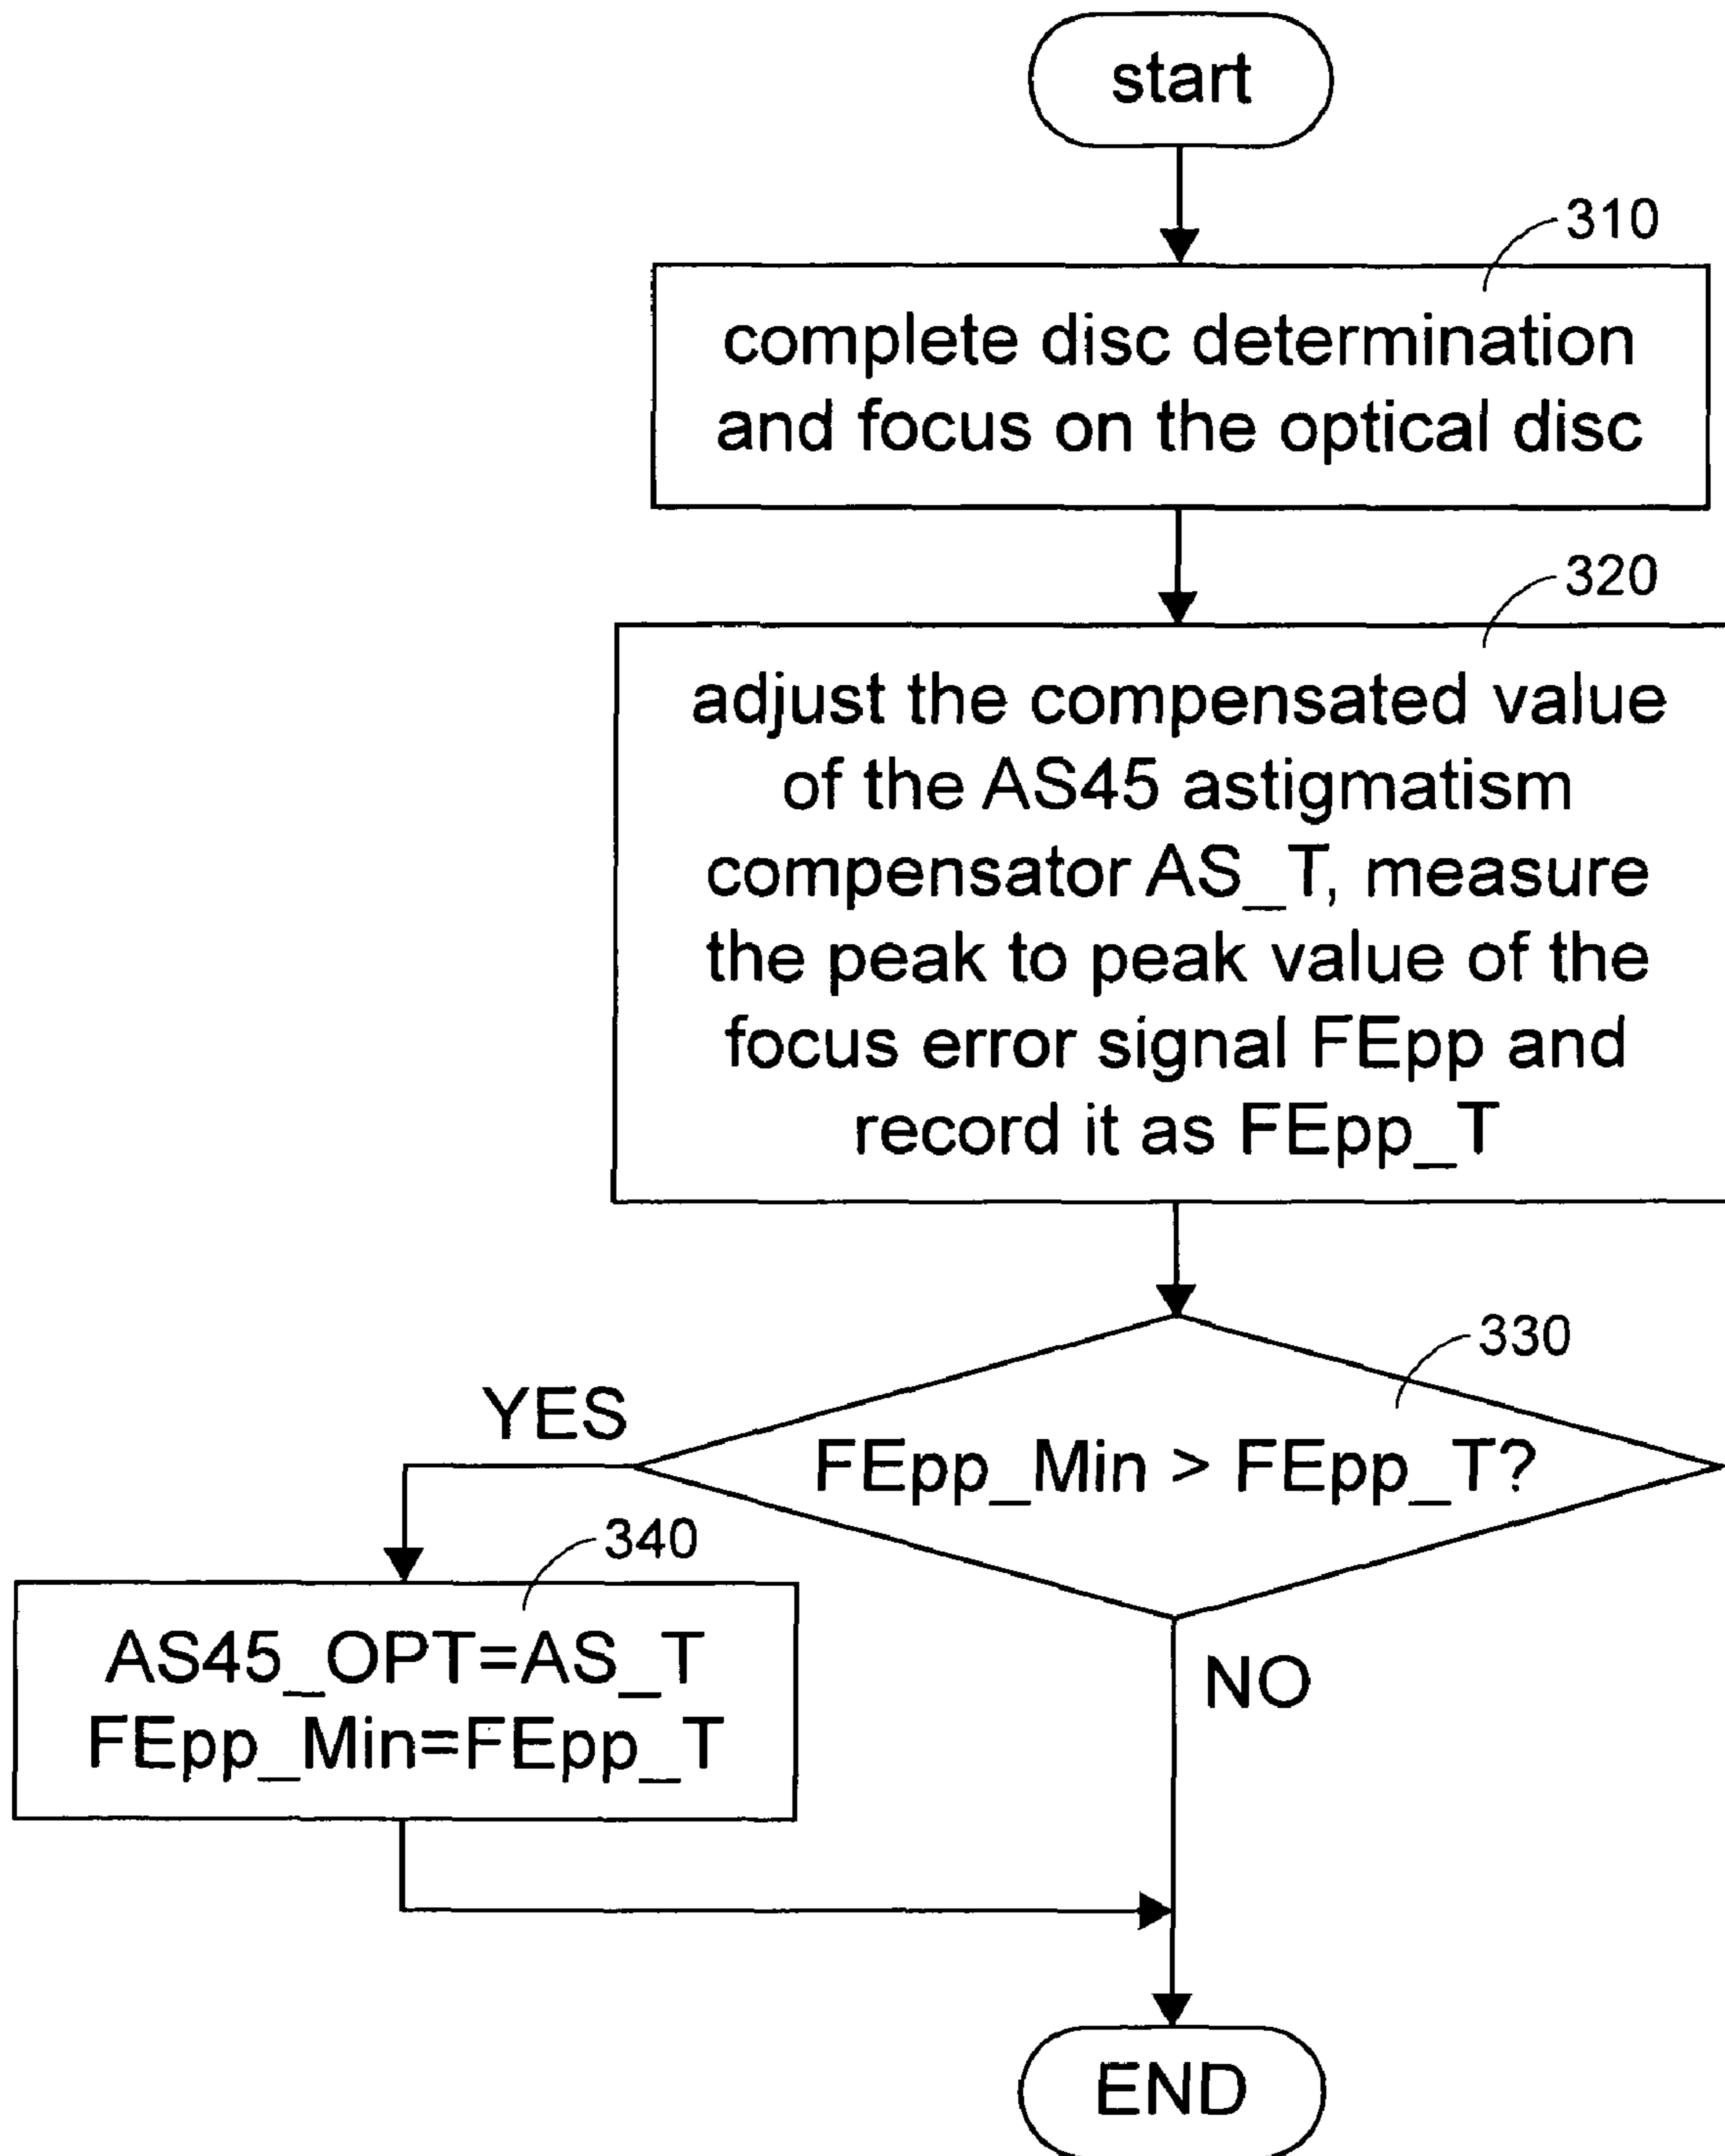 start
310
complete disc determination
and focus on the optical disc
320
adjust the compensated value
of the AS45 astigmatism
compensator AS_T, measure
the peak to peak value of the
focus error signal FEpp and
record it as FEpp_T
330
YES
FEpp_Min > FEpp_T?
340
AS45_OPT=AS_T
FEpp_Min=FEpp_T
NO
END